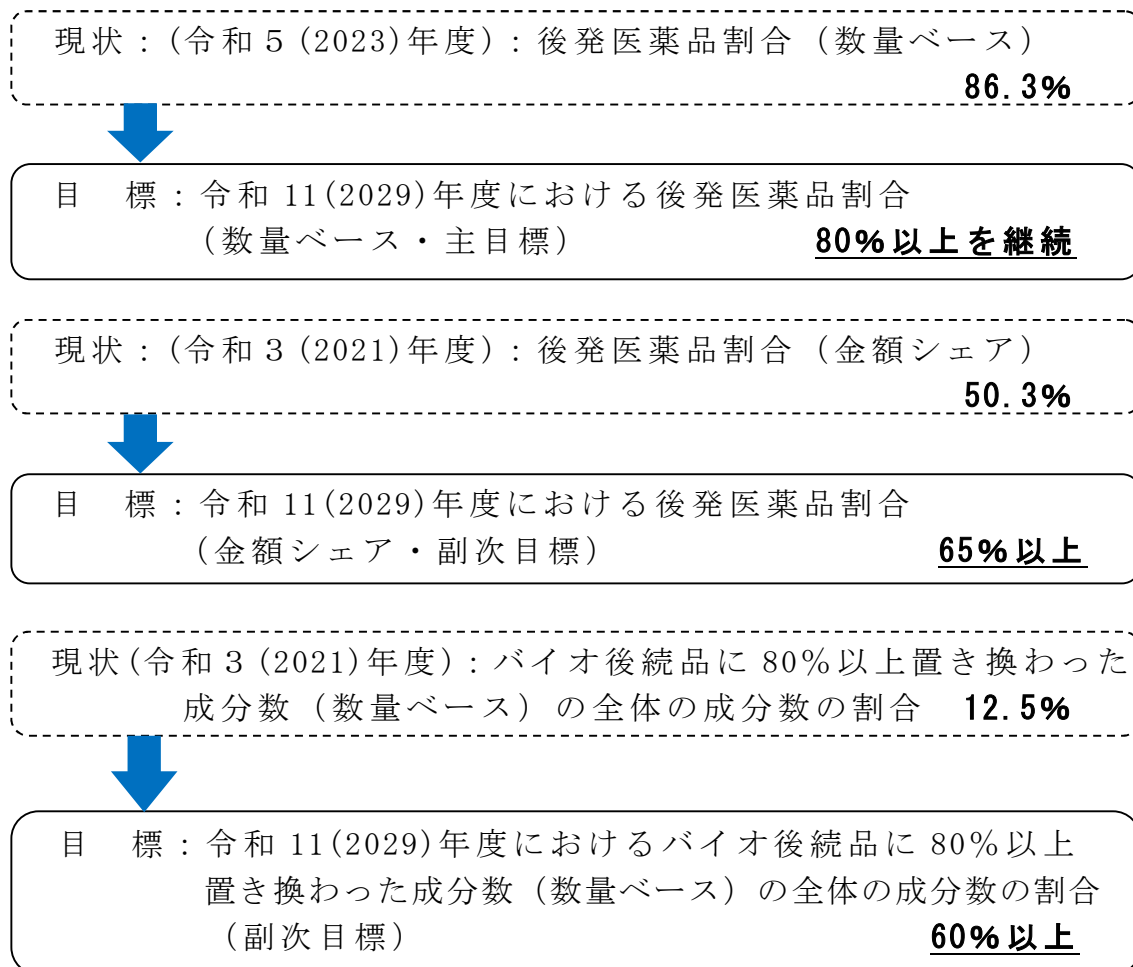 現状：(令和５(2023)年度)：後発医薬品割合（数量ベース）
86.3%
目　標：令和 11(2029)年度における後発医薬品割合
（数量ベース・主目標）　80%以上を継続
現状：(令和３(2021)年度)：後発医薬品割合（金額シェア）
50.3%
目　標：令和 11(2029)年度における後発医薬品割合
（金額シェア・副次目標）　65%以上
現状(令和３(2021)年度)：バイオ後続品に 80％以上置き換わった
成分数（数量ベース）の全体の成分数の割合　12.5%
目　標：令和 11(2029)年度におけるバイオ後続品に 80％以上
置き換わった成分数（数量ベース）の全体の成分数の割合
（副次目標）　60%以上